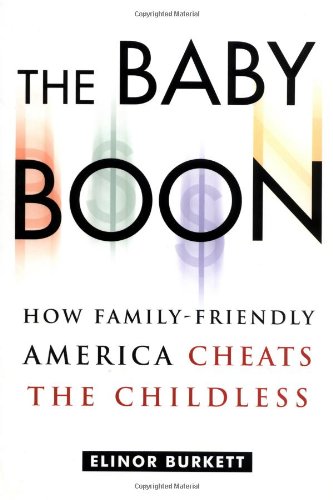 THE BABY
BOON
$ $
HOW FAMILY-FRIENDLY
AMERICA CHEATS
THE CHILDLESS
ELINOR BURKETT